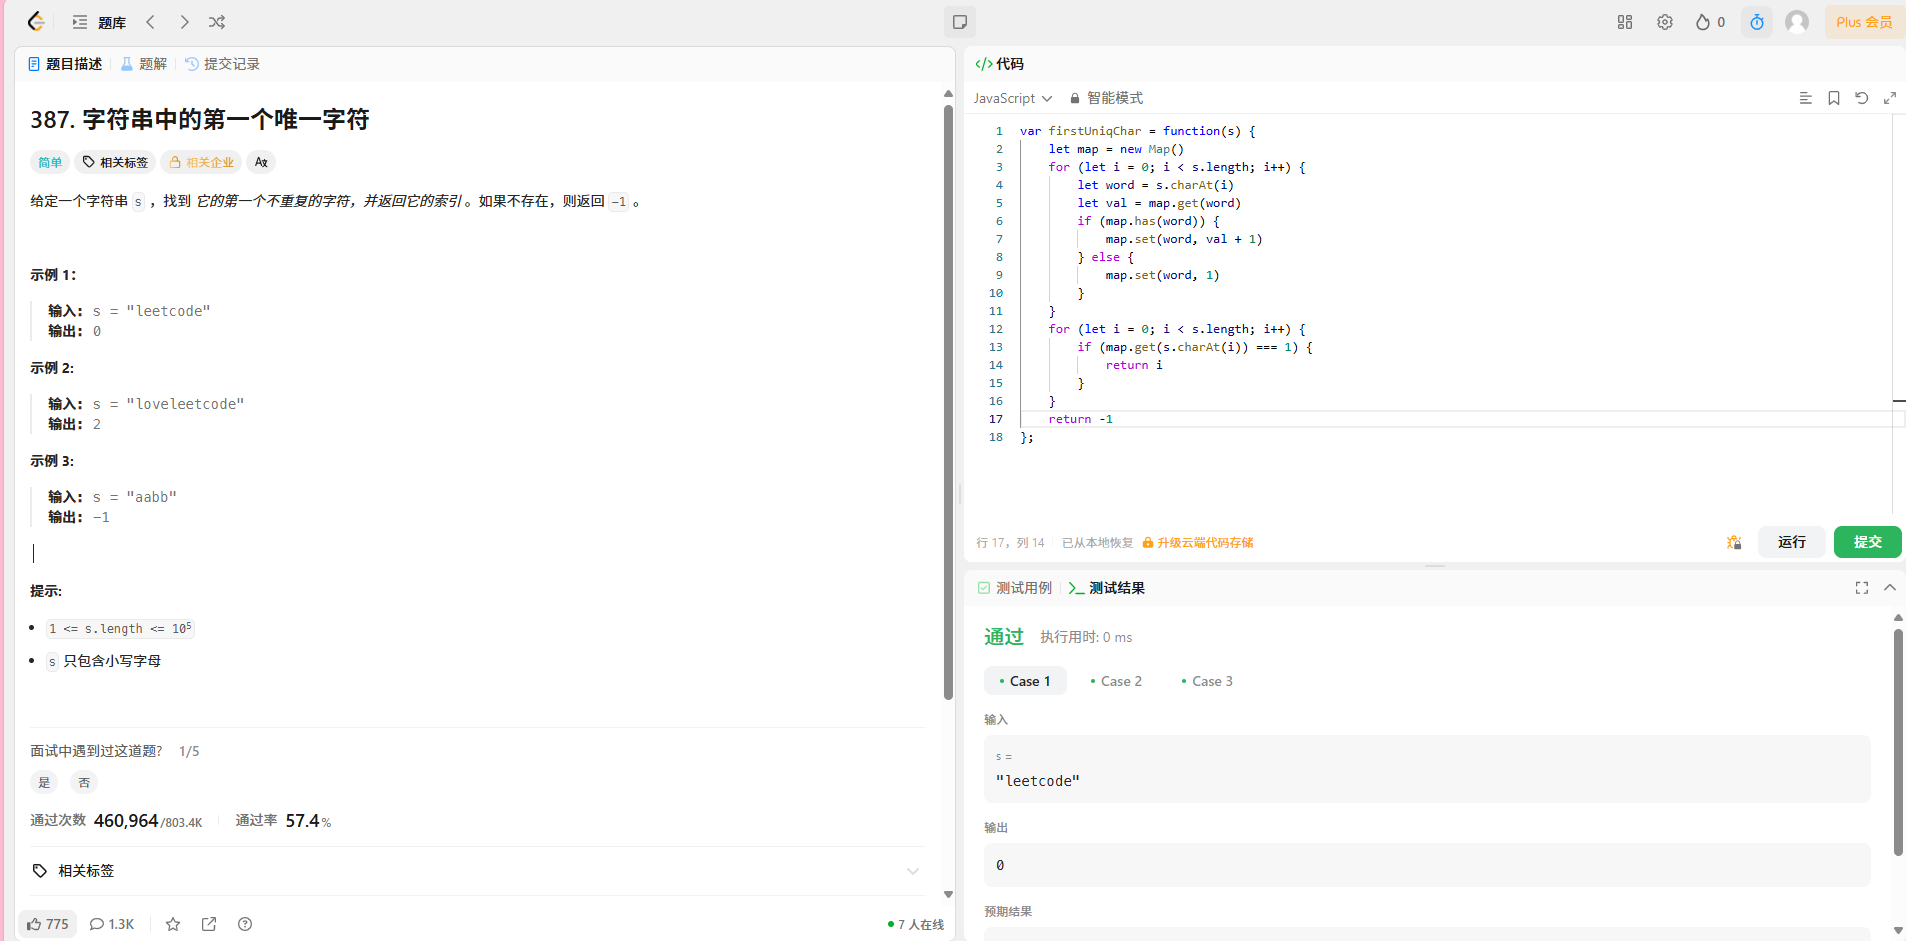 题库
0
Plus 会员
题目描述
题解
提交记录
387. 字符串中的第一个唯一字符
简单
相关标签
相关企业
给定一个字符串 s ，找到 它的第一个不重复的字符，并返回它的索引 。如果不存在，则返回 -1 。
示例 1：
输入: s = "leetcode"
输出: 0
示例 2:
输入: s = "loveleetcode"
输出: 2
示例 3:
输入: s = "aabb"
输出: -1
提示:
1 <= s.length <= 10⁵
s 只包含小写字母
面试中遇到过这道题? 1/5
是
否
通过次数 460,964/803.4K
通过率 57.4%
相关标签
775
1.3K
7 人在线
</> 代码
JavaScript
智能模式
1 var firstUniqChar = function(s) {
2     let map = new Map()
3     for (let i = 0; i < s.length; i++) {
4         let word = s.charAt(i)
5         let val = map.get(word)
6         if (map.has(word)) {
7             map.set(word, val + 1)
8         } else {
9             map.set(word, 1)
10         }
11     }
12     for (let i = 0; i < s.length; i++) {
13         if (map.get(s.charAt(i)) === 1) {
14             return i
15         }
16     }
17     return -1
18 };
行 17，列 14
已从本地恢复
升级云端代码存储
运行
提交
测试用例
测试结果
通过
执行用时: 0 ms
Case 1
Case 2
Case 3
输入
s =
"leetcode"
输出
0
预期结果